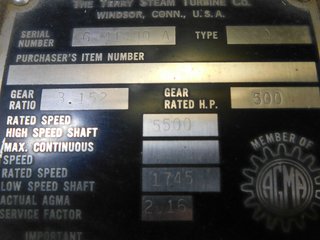 THE TERRY STEAM TURBINE CO.
WINDSOR, CONN., U.S.A.
SERIAL NUMBER TYPE
PURCHASER'S ITEM NUMBER
GEAR RATIO 3.152 GEAR RATED H.P. 500
RATED SPEED HIGH SPEED SHAFT 5500
MAX. CONTINUOUS SPEED
RATED SPEED LOW SPEED SHAFT 1745
ACTUAL AGMA SERVICE FACTOR 2.16
MEMBER OF
AGMA
IMPORTANT